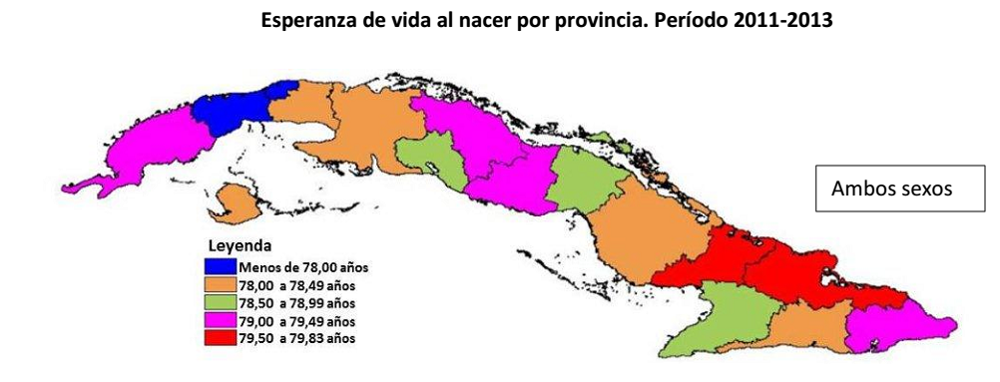 Esperanza de vida al nacer por provincia. Período 2011-2013
Ambos sexos
Leyenda
Menos de 78,00 años
78,00 a 78,49 años
78,50 a 78,99 años
79,00 a 79,49 años
79,50 a 79,83 años